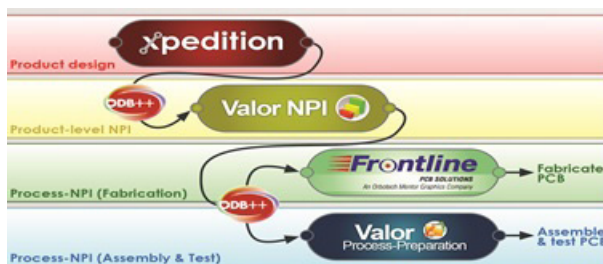 xpedition
Product design
ODB++
Valor NPI
Product-level NPI
Frontline
PCB SOLUTIONS
An Orbotech Mentor Graphics Company
Fabricate
PCB
Process-NPI (Fabrication)
ODB++
Valor
Process-Preparation
Assemble
& test PC
Process-NPI (Assembly & Test)